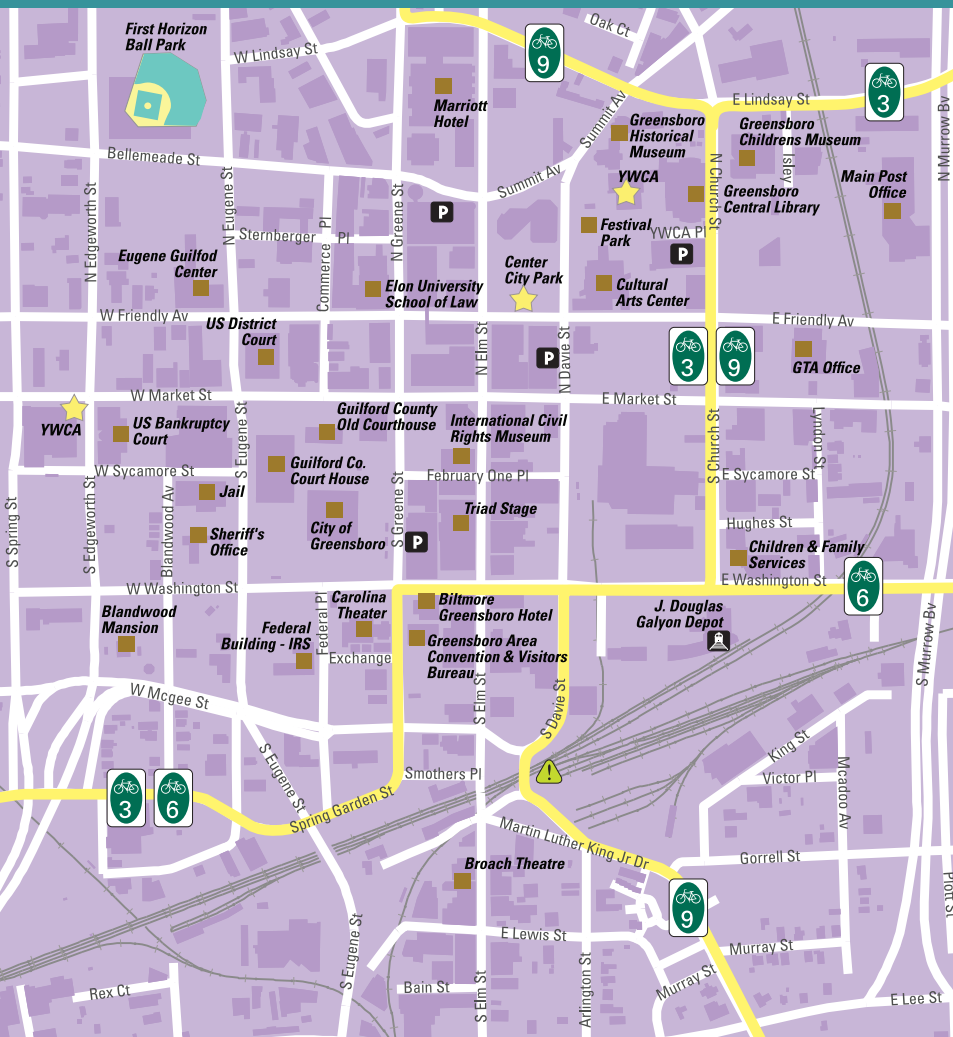 First Horizon
Ball Park
W Lindsay St
Oak Ct
9
3
Marriott
Hotel
Summit Av
E Lindsay St
Greensboro
Historical
Museum
Greensboro
Childrens Museum
N Murrow Bv
Bellemeade St
Summit Av
YWCA
N Church St
Isley
Main Post
Office
Greensboro
Central Library
N Edgeworth St
N Eugene St
Sternberger Pl
Commerce Pl
N Greene St
P
Festival
Park
YWCA Pl
P
Eugene Guilfod
Center
Elon University
School of Law
Center
City Park
Cultural
Arts Center
W Friendly Av
E Friendly Av
US District
Court
N Elm St
P
N Davie St
3
9
GTA Office
W Market St
E Market St
YWCA
US Bankruptcy
Court
S Eugene St
Guilford County
Old Courthouse
International Civil
Rights Museum
S Church St
Lyndon St
W Sycamore St
Guilford Co.
Court House
February One Pl
E Sycamore St
S Spring St
S Edgeworth St
Blandwood Av
Jail
Sheriff's
Office
City of
Greensboro
S Greene St
P
Triad Stage
Hughes St
Children & Family
Services
W Washington St
E Washington St
6
Blandwood
Mansion
Federal
Building - IRS
Federal Pl
Carolina
Theater
Exchange
Biltmore
Greensboro Hotel
Greensboro Area
Convention & Visitors
Bureau
J. Douglas
Galyon Depot
S Murrow Bv
W Mcgee St
S Elm St
S Davie St
S Eugene St
Smothers Pl
!
King St
Victor Pl
Mcadoo Av
3
6
Spring Garden St
Martin Luther King Jr Dr
Gorrell St
Broach Theatre
9
Plott St
S Eugene St
E Lewis St
Murray St
Rex Ct
Bain St
S Elm St
Arlington St
Murray St
E Lee St